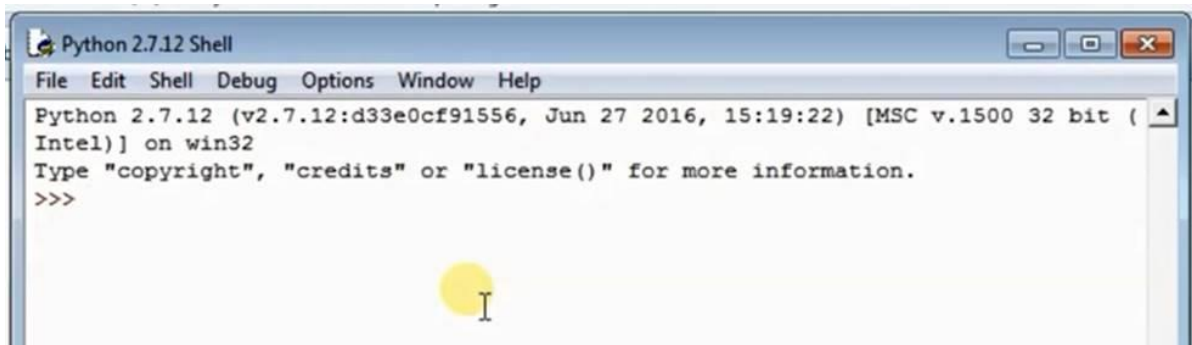 Python 2.7.12 Shell
File Edit Shell Debug Options Window Help
Python 2.7.12 (v2.7.12:d33e0cf91556, Jun 27 2016, 15:19:22) [MSC v.1500 32 bit (
Intel)] on win32
Type "copyright", "credits" or "license()" for more information.
>>>